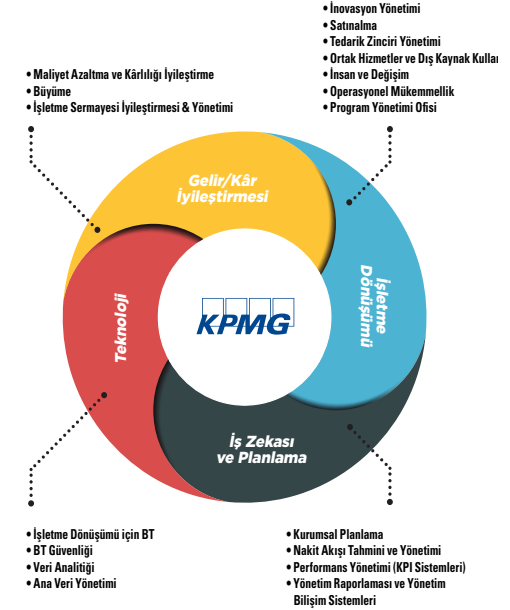 • İnovasyon Yönetimi
• Satınalma
• Tedarik Zinciri Yönetimi
• Ortak Hizmetler ve Dış Kaynak
• İnsan ve Değişim
• Operasyonel Mükemmellik
• Program Yönetimi Ofisi
• Maliyet Azaltma ve Kârlılığı İyileştirme
• Büyüme
• İşletme Sermayesi İyileştirmesi & Yönetimi
Gelir/Kâr
İyileştirmesi
İşletme
Dönüşümü
Teknoloji
KPMG
İş Zekası
ve Planlama
• İşletme Dönüşümü için BT
• BT Güvenliği
• Veri Analitiği
• Ana Veri Yönetimi
• Kurumsal Planlama
• Nakit Akışı Tahmini ve Yönetimi
• Performans Yönetimi (KPI Sistemleri)
• Yönetim Raporlaması ve Yönetim
Bilişim Sistemleri